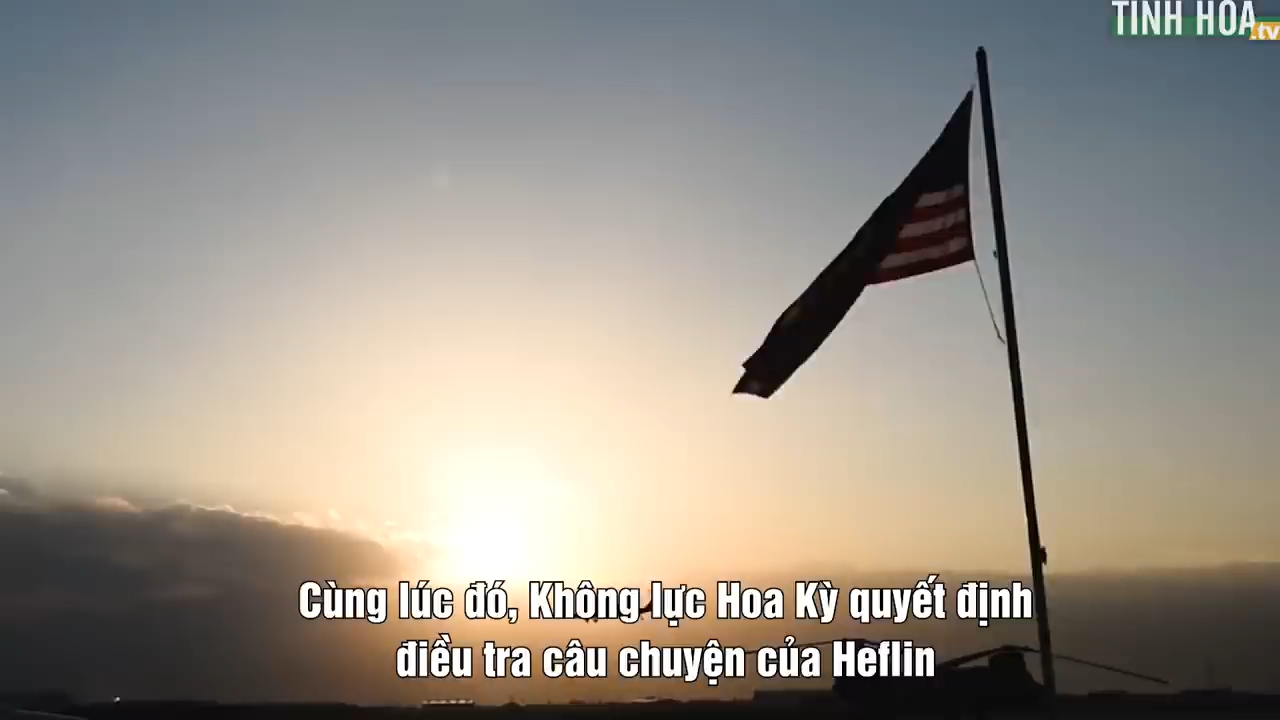 TINH HOA.tv
Cùng lúc đó, Không lực Hoa Kỳ quyết định
điều tra câu chuyện của Heflin